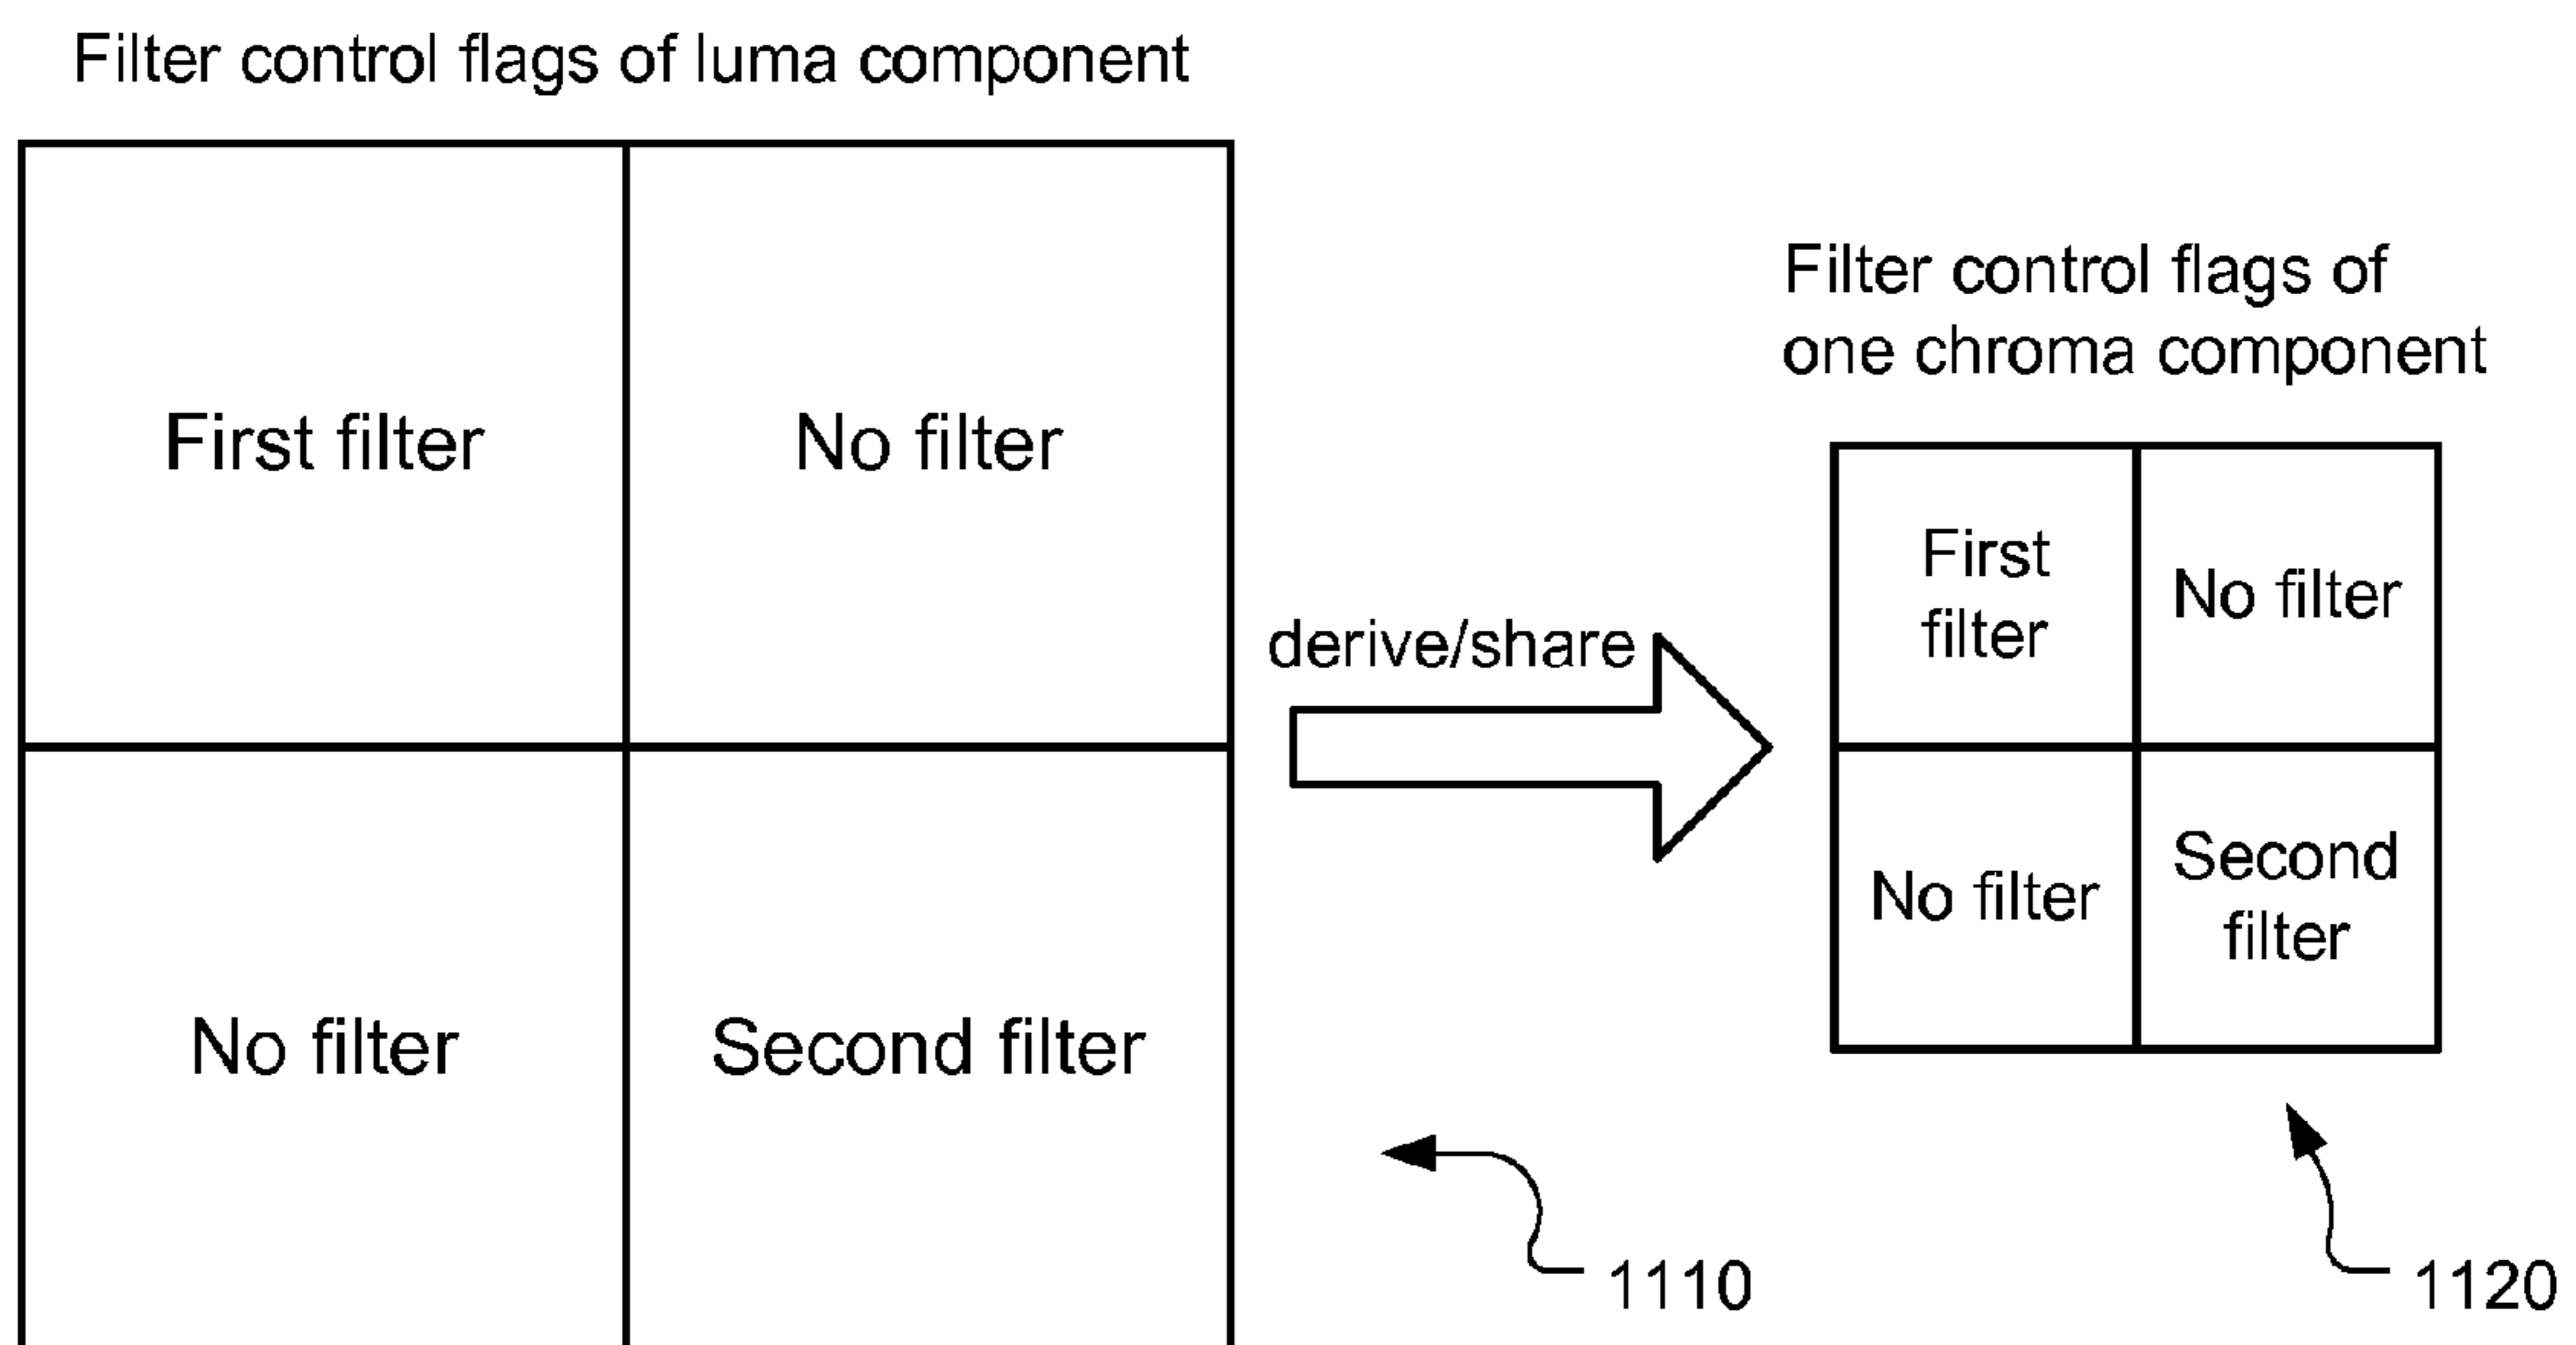 Filter control flags of luma component
First filter
No filter
No filter
Second filter
derive/share
1110
Filter control flags of
one chroma component
First
filter
No filter
No filter
Second
filter
1120